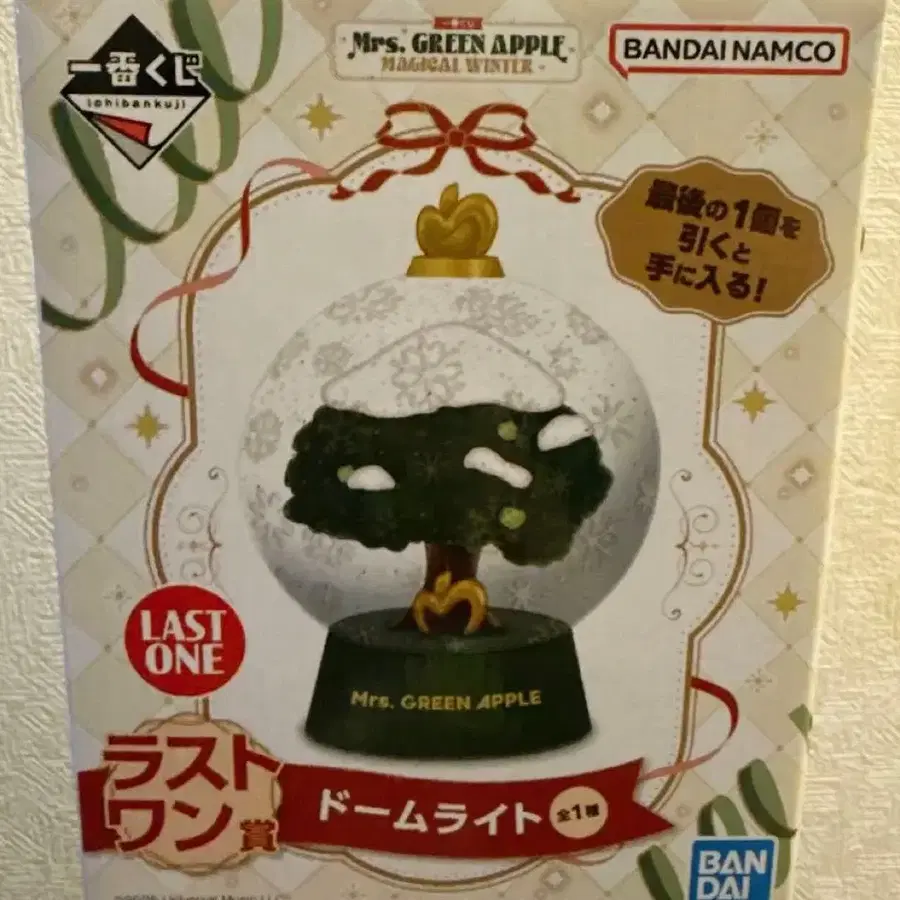 一番くじ
ichibankuji
一番くじ
Mrs. GREEN APPLE
MAGICAL WINTER
BANDAI NAMCO
最後の1個を
引くと
手に入る!
Mrs. GREEN APPLE
LAST
ONE
ラスト
ワン賞
ドームライト
全1種
BAN
DAI